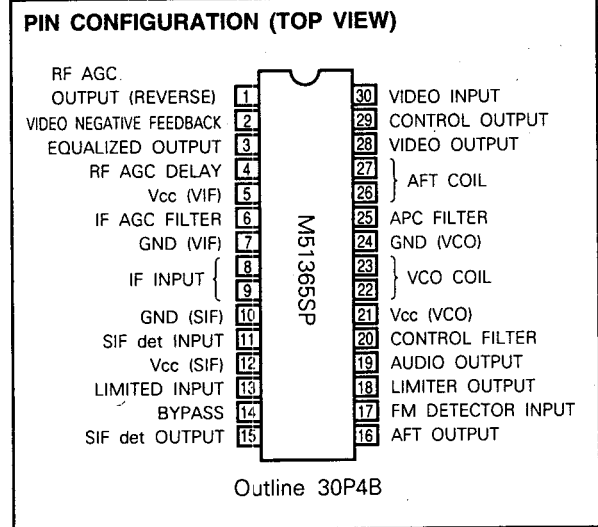 PIN CONFIGURATION (TOP VIEW)
RF AGC
OUTPUT (REVERSE) 1
VIDEO NEGATIVE FEEDBACK 2
EQUALIZED OUTPUT 3
RF AGC DELAY 4
Vcc (VIF) 5
IF AGC FILTER 6
GND (VIF) 7
IF INPUT { 8
9
GND (SIF) 10
SIF det INPUT 11
Vcc (SIF) 12
LIMITED INPUT 13
BYPASS 14
SIF det OUTPUT 15
M51365SP
30 VIDEO INPUT
29 CONTROL OUTPUT
28 VIDEO OUTPUT
27
26 } AFT COIL
25 APC FILTER
24 GND (VCO)
23
22 } VCO COIL
21 Vcc (VCO)
20 CONTROL FILTER
19 AUDIO OUTPUT
18 LIMITER OUTPUT
17 FM DETECTOR INPUT
16 AFT OUTPUT
Outline 30P4B